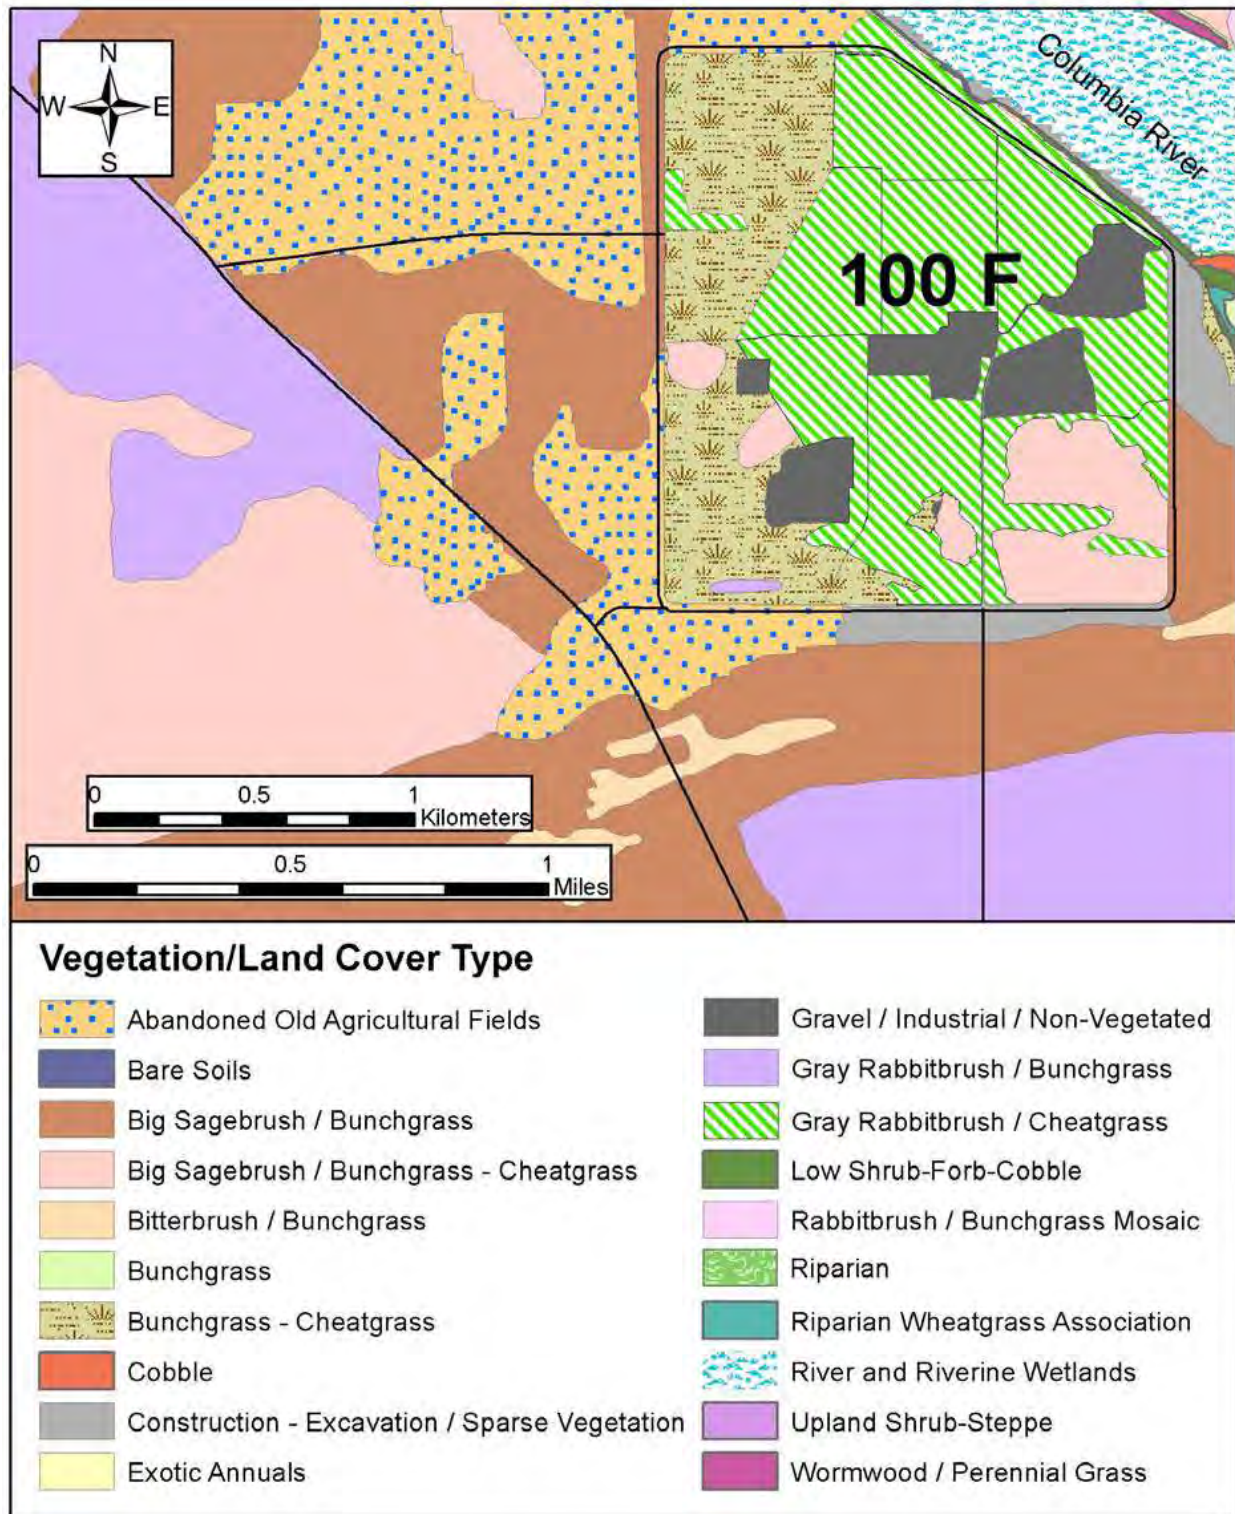 N
W E
S
Columbia River
100 F
0 0.5 1
Kilometers
0 0.5 1
Miles
Vegetation/Land Cover Type
Abandoned Old Agricultural Fields
Bare Soils
Big Sagebrush / Bunchgrass
Big Sagebrush / Bunchgrass - Cheatgrass
Bitterbrush / Bunchgrass
Bunchgrass
Bunchgrass - Cheatgrass
Cobble
Construction - Excavation / Sparse Vegetation
Exotic Annuals
Gravel / Industrial / Non-Vegetated
Gray Rabbitbrush / Bunchgrass
Gray Rabbitbrush / Cheatgrass
Low Shrub-Forb-Cobble
Rabbitbrush / Bunchgrass Mosaic
Riparian
Riparian Wheatgrass Association
River and Riverine Wetlands
Upland Shrub-Steppe
Wormwood / Perennial Grass